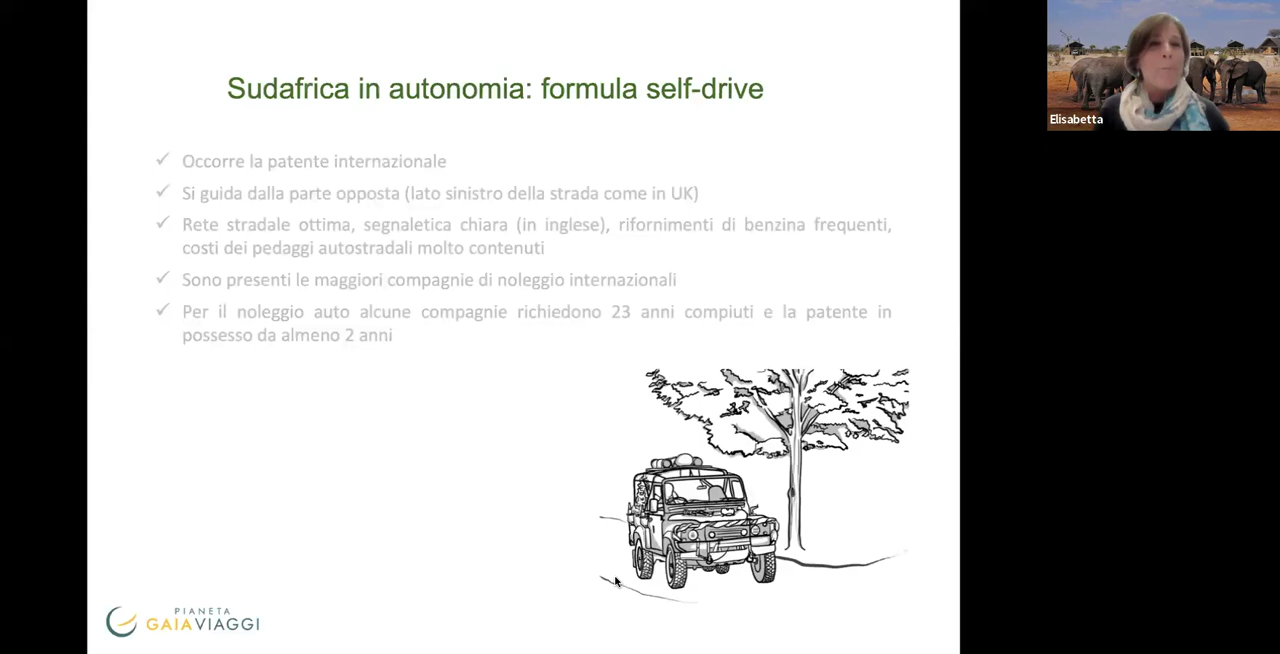 Sudafrica in autonomia: formula self-drive
✓ Occorre la patente internazionale
✓ Si guida dalla parte opposta (lato sinistro della strada come in UK)
✓ Rete stradale ottima, segnaletica chiara (in inglese), rifornimenti di benzina frequenti,
costi dei pedaggi autostradali molto contenuti
✓ Sono presenti le maggiori compagnie di noleggio internazionali
✓ Per il noleggio auto alcune compagnie richiedono 23 anni compiuti e la patente in
possesso da almeno 2 anni
PIANETA
GAIAVIAGGI
Elisabetta